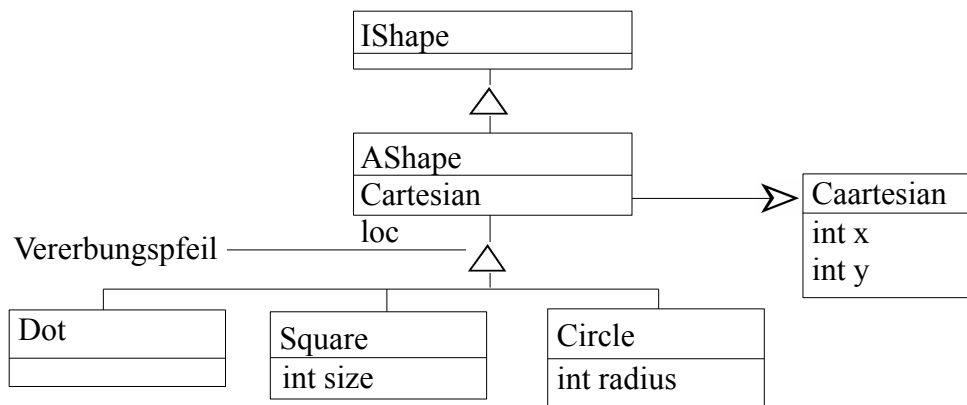 IShape
AShape
Cartesian
loc
Caartesian
int x
int y
Vererbungspfeil
Dot
Square
int size
Circle
int radius